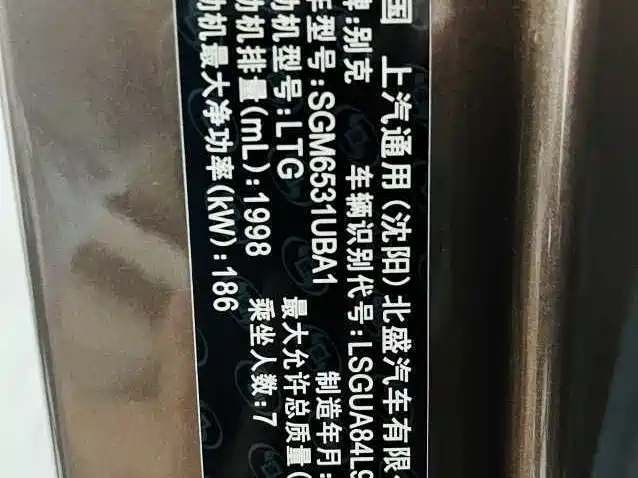 国 上汽通用(沈阳)北盛汽车有限
牌:别克 车辆识别代号:LSGUA84L9
车型号:SGM6531UBA1 制造年月:
动机型号:LTG 最大允许总质量(
动机排量(mL):1998 乘坐人数:7
动机最大净功率(kW):186